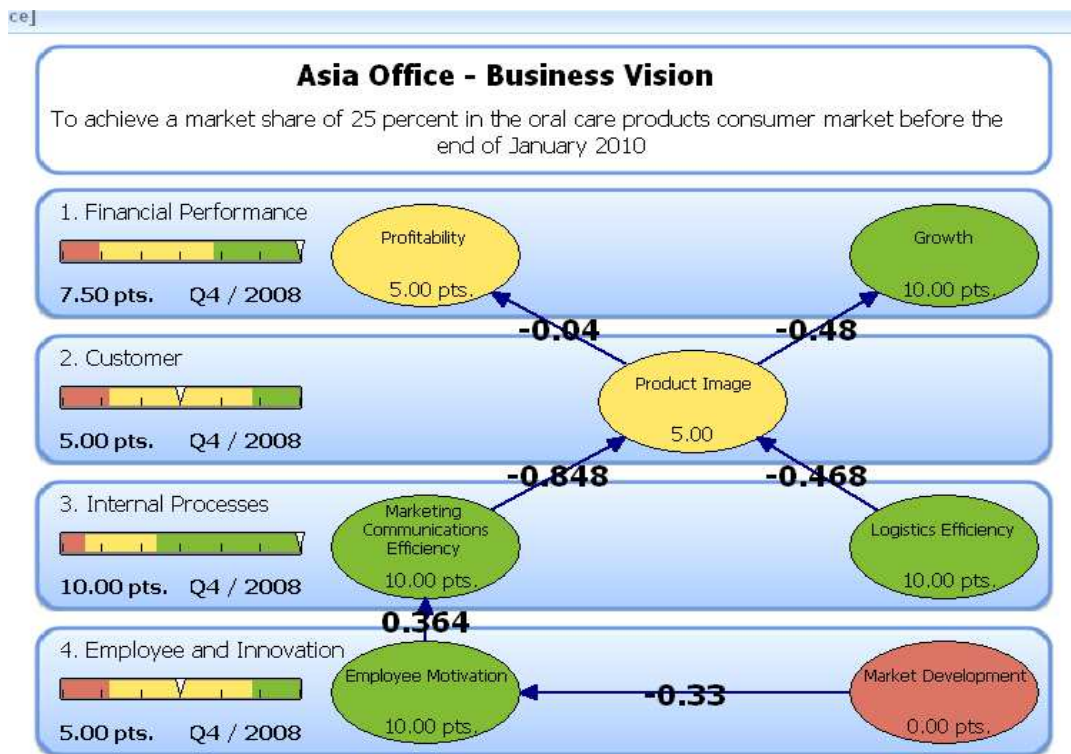 ce]
Asia Office - Business Vision
To achieve a market share of 25 percent in the oral care products consumer market before the
end of January 2010
1. Financial Performance
7.50 pts. Q4 / 2008
Profitability
5.00 pts.
Growth
10.00 pts.
-0.04
-0.48
2. Customer
5.00 pts. Q4 / 2008
Product Image
5.00
-0.848
-0.468
3. Internal Processes
10.00 pts. Q4 / 2008
Marketing
Communications
Efficiency
10.00 pts.
Logistics Efficiency
10.00 pts.
0.364
4. Employee and Innovation
5.00 pts. Q4 / 2008
Employee Motivation
10.00 pts.
-0.33
Market Development
0.00 pts.